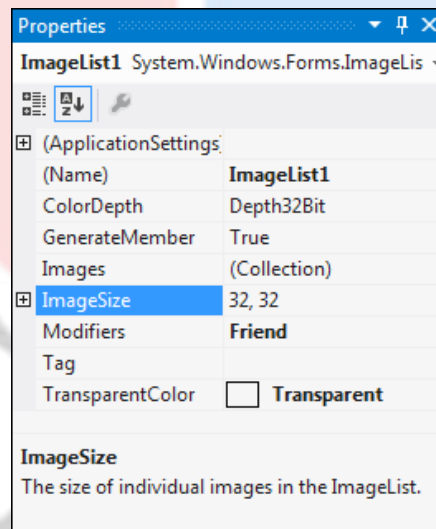 Properties
ImageList1 System.Windows.Forms.ImageLis
(ApplicationSettings)
(Name) ImageList1
ColorDepth Depth32Bit
GenerateMember True
Images (Collection)
ImageSize 32, 32
Modifiers Friend
Tag
TransparentColor Transparent
ImageSize
The size of individual images in the ImageList.